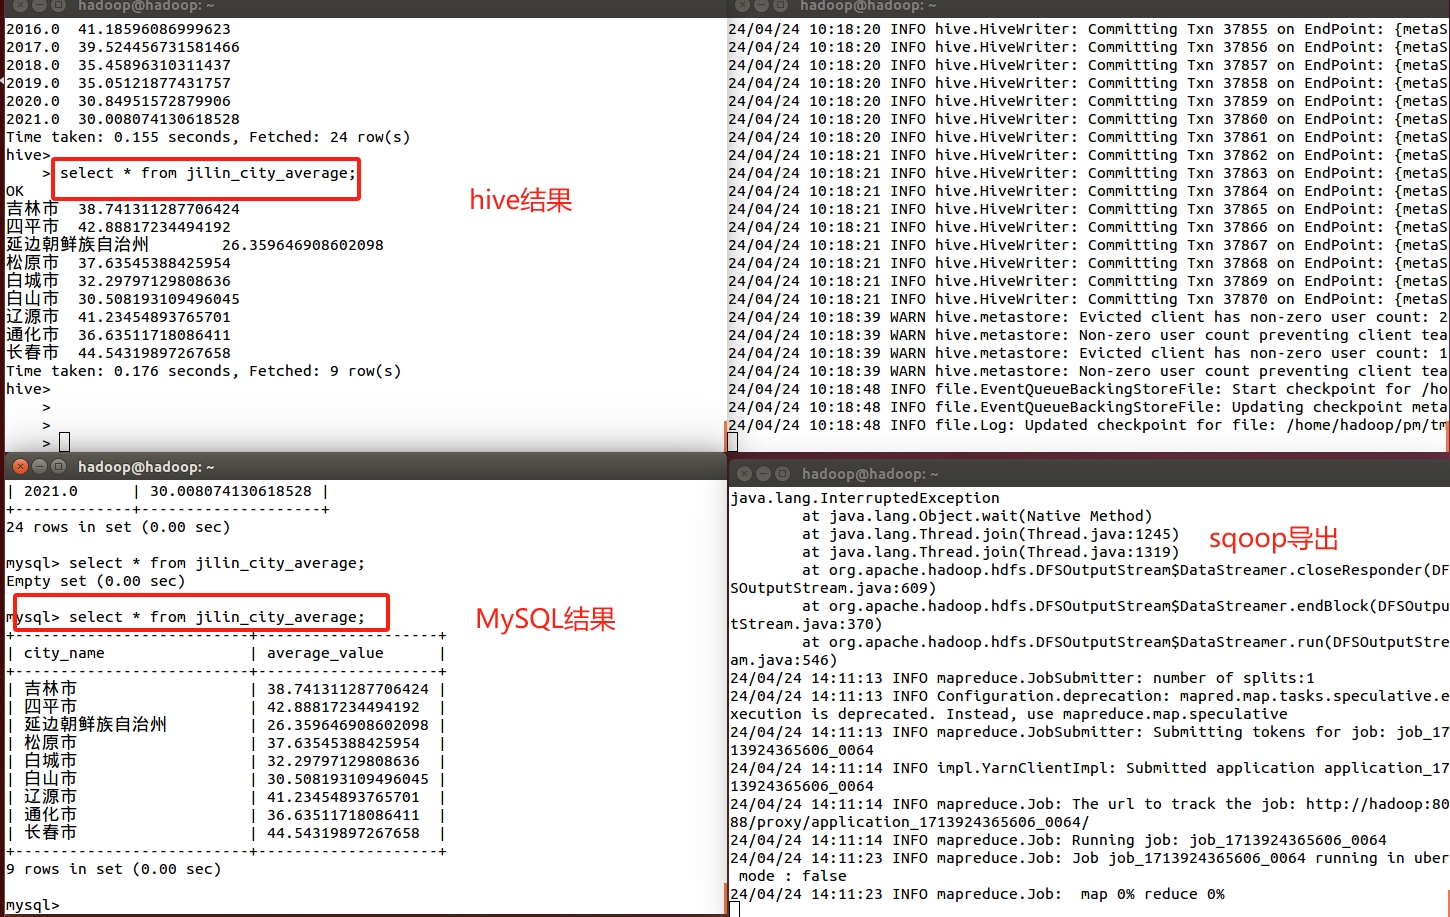 hadoop@hadoop: ~
2016.0  41.18596086999623
2017.0  39.524456731581466
2018.0  35.45896310311437
2019.0  35.05121877431757
2020.0  30.84951572879906
2021.0  30.008074130618528
Time taken: 0.155 seconds, Fetched: 24 row(s)
hive>
    > select * from jilin_city_average;
OK
吉林市  38.741311287706424
四平市  42.88817234494192
延边朝鲜族自治州        26.359646908602098
松原市  37.63545388425954
白城市  32.29797129808636
白山市  30.508193109496045
辽源市  41.23454893765701
通化市  36.63511718086411
长春市  44.54319897267658
Time taken: 0.176 seconds, Fetched: 9 row(s)
hive>
    >
    >
    >
hive结果
hadoop@hadoop: ~
24/04/24 10:18:20 INFO hive.HiveWriter: Committing Txn 37855 on EndPoint: {metaS
24/04/24 10:18:20 INFO hive.HiveWriter: Committing Txn 37856 on EndPoint: {metaS
24/04/24 10:18:20 INFO hive.HiveWriter: Committing Txn 37857 on EndPoint: {metaS
24/04/24 10:18:20 INFO hive.HiveWriter: Committing Txn 37858 on EndPoint: {metaS
24/04/24 10:18:20 INFO hive.HiveWriter: Committing Txn 37859 on EndPoint: {metaS
24/04/24 10:18:20 INFO hive.HiveWriter: Committing Txn 37860 on EndPoint: {metaS
24/04/24 10:18:20 INFO hive.HiveWriter: Committing Txn 37861 on EndPoint: {metaS
24/04/24 10:18:21 INFO hive.HiveWriter: Committing Txn 37862 on EndPoint: {metaS
24/04/24 10:18:21 INFO hive.HiveWriter: Committing Txn 37863 on EndPoint: {metaS
24/04/24 10:18:21 INFO hive.HiveWriter: Committing Txn 37864 on EndPoint: {metaS
24/04/24 10:18:21 INFO hive.HiveWriter: Committing Txn 37865 on EndPoint: {metaS
24/04/24 10:18:21 INFO hive.HiveWriter: Committing Txn 37866 on EndPoint: {metaS
24/04/24 10:18:21 INFO hive.HiveWriter: Committing Txn 37867 on EndPoint: {metaS
24/04/24 10:18:21 INFO hive.HiveWriter: Committing Txn 37868 on EndPoint: {metaS
24/04/24 10:18:21 INFO hive.HiveWriter: Committing Txn 37869 on EndPoint: {metaS
24/04/24 10:18:21 INFO hive.HiveWriter: Committing Txn 37870 on EndPoint: {metaS
24/04/24 10:18:39 WARN hive.metastore: Evicted client has non-zero user count: 2
24/04/24 10:18:39 WARN hive.metastore: Non-zero user count preventing client tea
24/04/24 10:18:39 WARN hive.metastore: Evicted client has non-zero user count: 1
24/04/24 10:18:39 WARN hive.metastore: Non-zero user count preventing client tea
24/04/24 10:18:48 INFO file.EventQueueBackingStoreFile: Start checkpoint for /ho
24/04/24 10:18:48 INFO file.EventQueueBackingStoreFile: Updating checkpoint meta
24/04/24 10:18:48 INFO file.Log: Updated checkpoint for file: /home/hadoop/pm/tm
hadoop@hadoop: ~
| 2021.0      | 30.008074130618528 |
+-------------+--------------------+
24 rows in set (0.00 sec)
mysql> select * from jilin_city_average;
Empty set (0.00 sec)
mysql> select * from jilin_city_average;
+--------------------------+--------------------+
| city_name                | average_value      |
+--------------------------+--------------------+
| 吉林市                   | 38.741311287706424 |
| 四平市                   | 42.88817234494192  |
| 延边朝鲜族自治州         | 26.359646908602098 |
| 松原市                   | 37.63545388425954  |
| 白城市                   | 32.29797129808636  |
| 白山市                   | 30.508193109496045 |
| 辽源市                   | 41.23454893765701  |
| 通化市                   | 36.63511718086411  |
| 长春市                   | 44.54319897267658  |
+--------------------------+--------------------+
9 rows in set (0.00 sec)
mysql>
MySQL结果
hadoop@hadoop: ~
java.lang.InterruptedException
        at java.lang.Object.wait(Native Method)
        at java.lang.Thread.join(Thread.java:1245)
        at java.lang.Thread.join(Thread.java:1319)
        at org.apache.hadoop.hdfs.DFSOutputStream$DataStreamer.closeResponder(DF
SOutputStream.java:609)
        at org.apache.hadoop.hdfs.DFSOutputStream$DataStreamer.endBlock(DFSOutpu
tStream.java:370)
        at org.apache.hadoop.hdfs.DFSOutputStream$DataStreamer.run(DFSOutputStre
am.java:546)
24/04/24 14:11:13 INFO mapreduce.JobSubmitter: number of splits:1
24/04/24 14:11:13 INFO Configuration.deprecation: mapred.map.tasks.speculative.e
xecution is deprecated. Instead, use mapreduce.map.speculative
24/04/24 14:11:13 INFO mapreduce.JobSubmitter: Submitting tokens for job: job_17
13924365606_0064
24/04/24 14:11:14 INFO impl.YarnClientImpl: Submitted application application_17
13924365606_0064
24/04/24 14:11:14 INFO mapreduce.Job: The url to track the job: http://hadoop:80
88/proxy/application_1713924365606_0064/
24/04/24 14:11:14 INFO mapreduce.Job: Running job: job_1713924365606_0064
24/04/24 14:11:23 INFO mapreduce.Job: Job job_1713924365606_0064 running in uber
 mode : false
24/04/24 14:11:23 INFO mapreduce.Job:  map 0% reduce 0%
sqoop导出